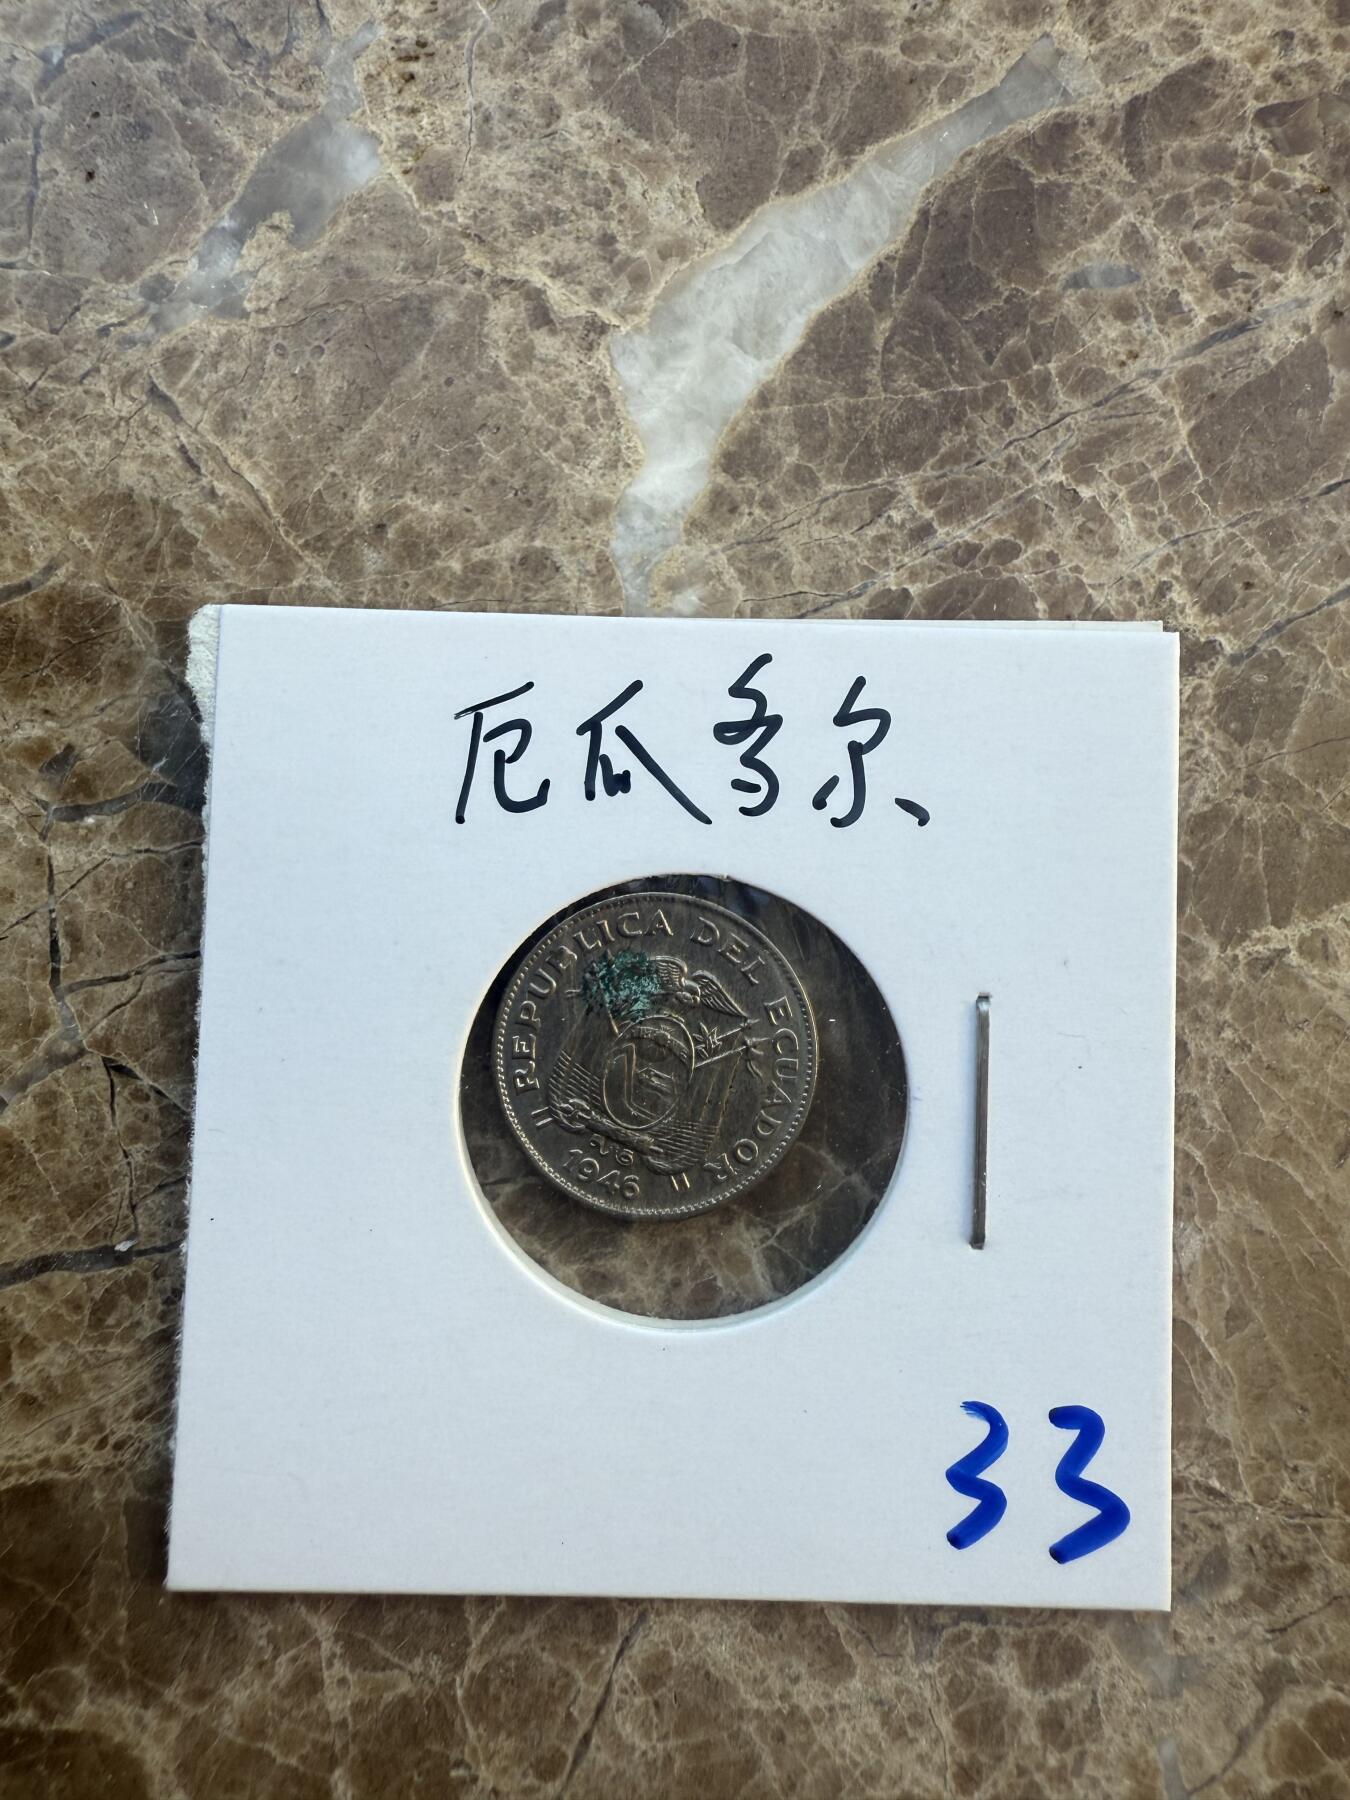 厄瓜多尔
REPUBLICA DEL ECUADOR
1946
33